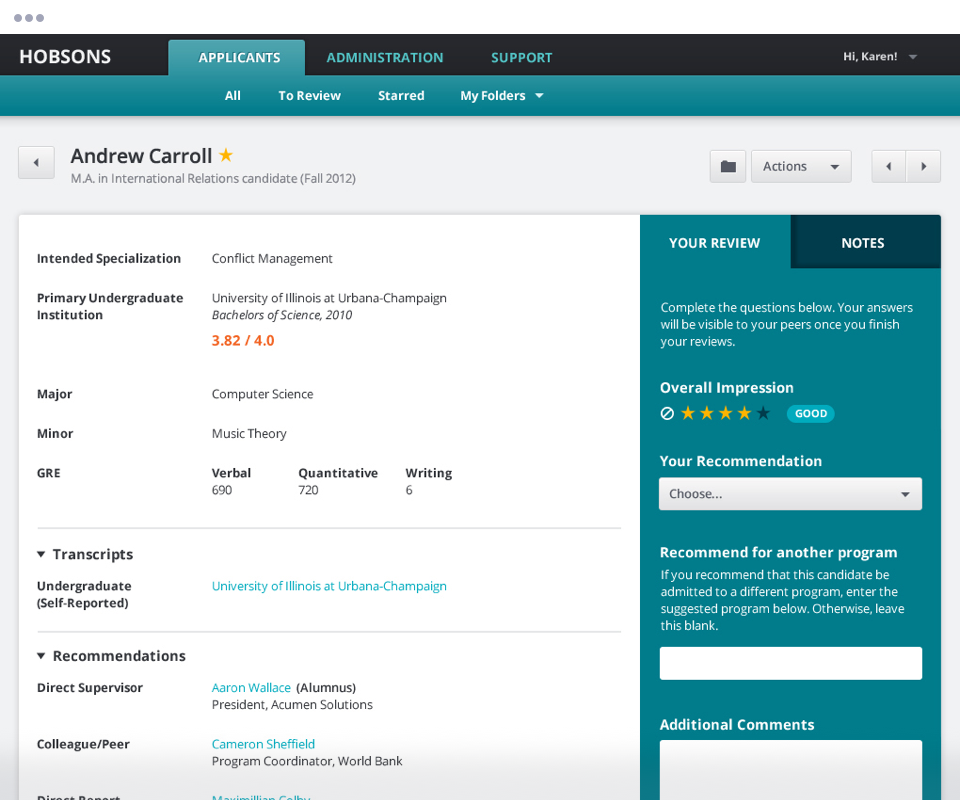 HOBSONS
APPLICANTS
ADMINISTRATION
SUPPORT
Hi, Karen!
All
To Review
Starred
My Folders
Andrew Carroll
M.A. in International Relations candidate (Fall 2012)
Actions
Intended Specialization
Conflict Management
Primary Undergraduate
Institution
University of Illinois at Urbana-Champaign
Bachelors of Science, 2010
3.82 / 4.0
Major
Computer Science
Minor
Music Theory
GRE
Verbal
690
Quantitative
720
Writing
6
Transcripts
Undergraduate
(Self-Reported)
University of Illinois at Urbana-Champaign
Recommendations
Direct Supervisor
Aaron Wallace (Alumnus)
President, Acumen Solutions
Colleague/Peer
Cameron Sheffield
Program Coordinator, World Bank
Direct Report
Maximillian Colby
YOUR REVIEW
NOTES
Complete the questions below. Your answers
will be visible to your peers once you finish
your reviews.
Overall Impression
GOOD
Your Recommendation
Choose...
Recommend for another program
If you recommend that this candidate be
admitted to a different program, enter the
suggested program below. Otherwise, leave
this blank.
Additional Comments